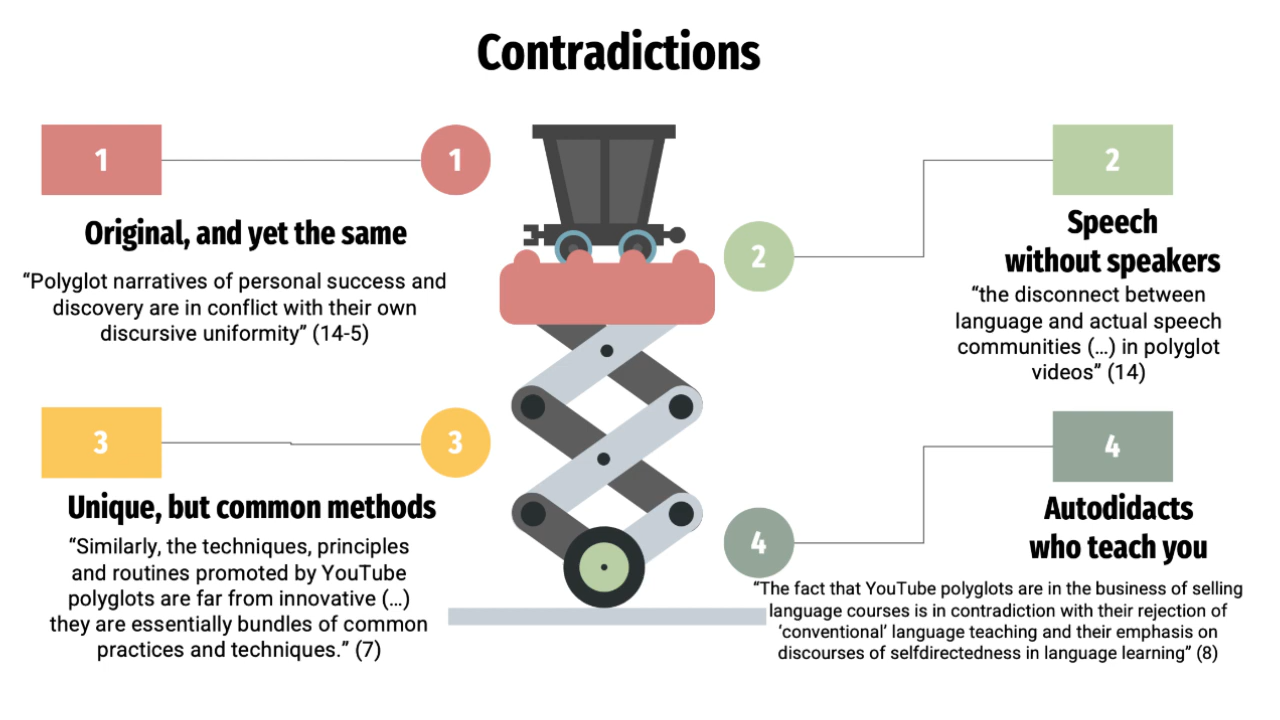 Contradictions
1
1
Original, and yet the same
“Polyglot narratives of personal success and
discovery are in conflict with their own
discursive uniformity” (14-5)
2
2
Speech
without speakers
“the disconnect between
language and actual speech
communities (…) in polyglot
videos” (14)
3
3
Unique, but common methods
“Similarly, the techniques, principles
and routines promoted by YouTube
polyglots are far from innovative (…)
they are essentially bundles of common
practices and techniques.” (7)
4
4
Autodidacts
who teach you
“The fact that YouTube polyglots are in the business of selling
language courses is in contradiction with their rejection of
‘conventional’ language teaching and their emphasis on
discourses of selfdirectedness in language learning” (8)